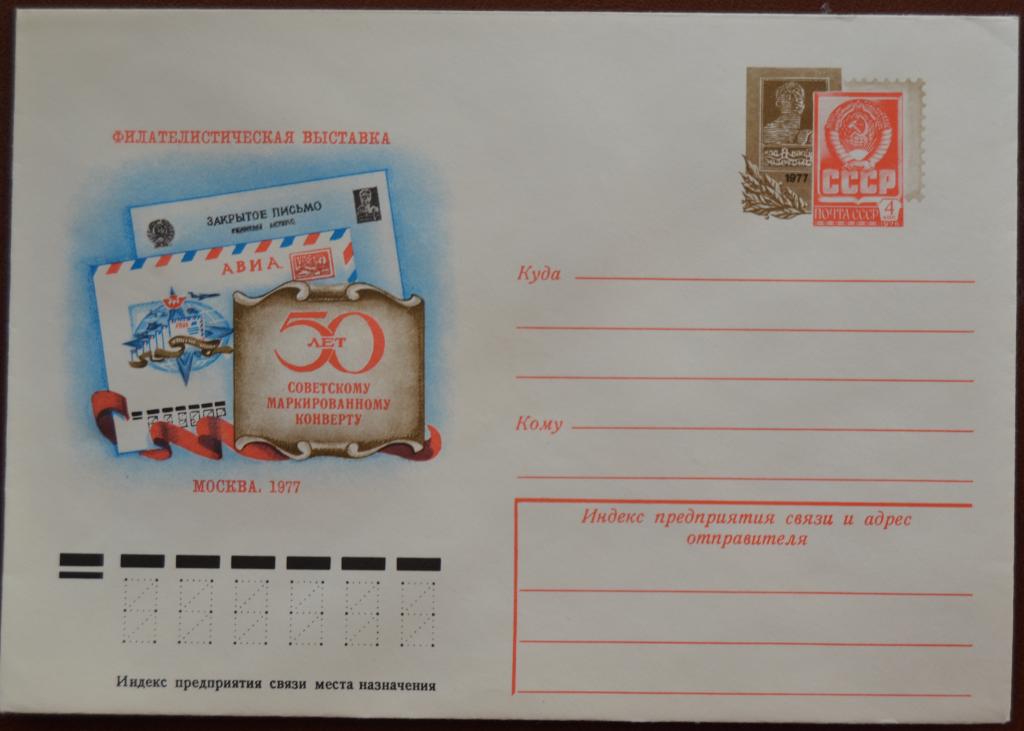 ФИЛАТЕЛИСТИЧЕСКАЯ ВЫСТАВКА
ЗАКРЫТОЕ ПИСЬМО
АВИА
50
ЛЕТ
СОВЕТСКОМУ
МАРКИРОВАННОМУ
КОНВЕРТУ
МОСКВА. 1977
1977
СССР
ПОЧТА СССР
4
Куда
Кому
Индекс предприятия связи и адрес
отправителя
Индекс предприятия связи места назначения